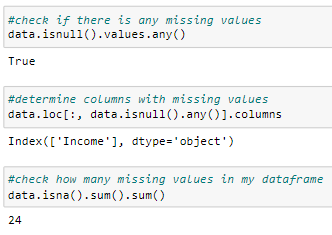 #check if there is any missing values
data.isnull().values.any()
True
#determine columns with missing values
data.loc[:, data.isnull().any()].columns
Index(['Income'], dtype='object')
#check how many missing values in my dataframe
data.isna().sum().sum()
24